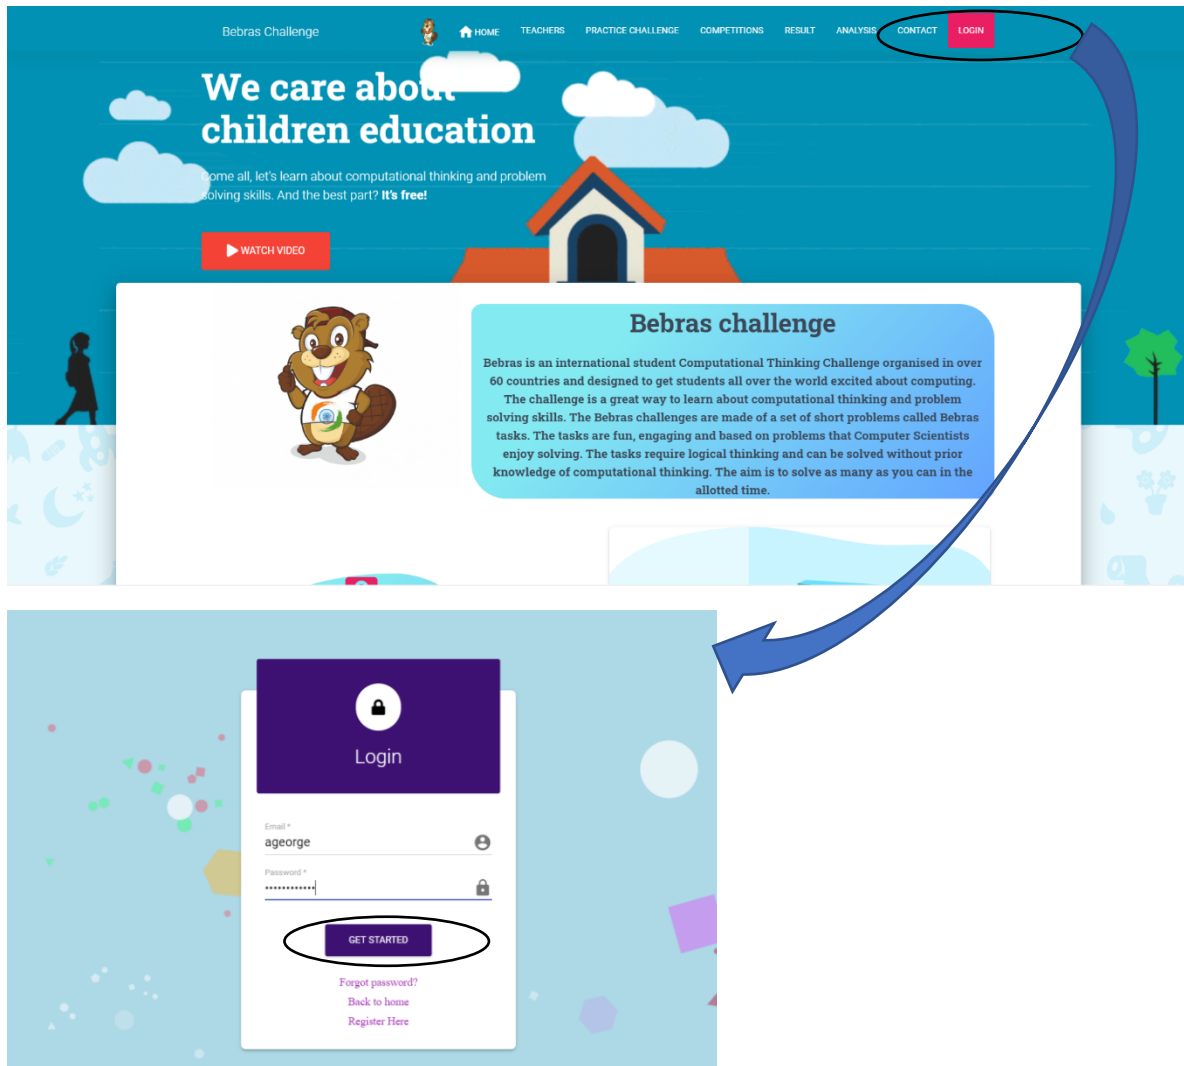 Bebras Challenge HOME TEACHERS PRACTICE CHALLENGE COMPETITIONS RESULT ANALYSIS CONTACT LOGIN
We care about
children education
Come all, let's learn about computational thinking and problem
solving skills. And the best part? It's free!
WATCH VIDEO
Bebras challenge
Bebras is an international student Computational Thinking Challenge organised in over
60 countries and designed to get students all over the world excited about computing.
The challenge is a great way to learn about computational thinking and problem
solving skills. The Bebras challenges are made of a set of short problems called Bebras
tasks. The tasks are fun, engaging and based on problems that Computer Scientists
enjoy solving. The tasks require logical thinking and can be solved without prior
knowledge of computational thinking. The aim is to solve as many as you can in the
allotted time.
Login
Email *
ageorge
Password *
••••••••••••
GET STARTED
Forgot password?
Back to home
Register Here